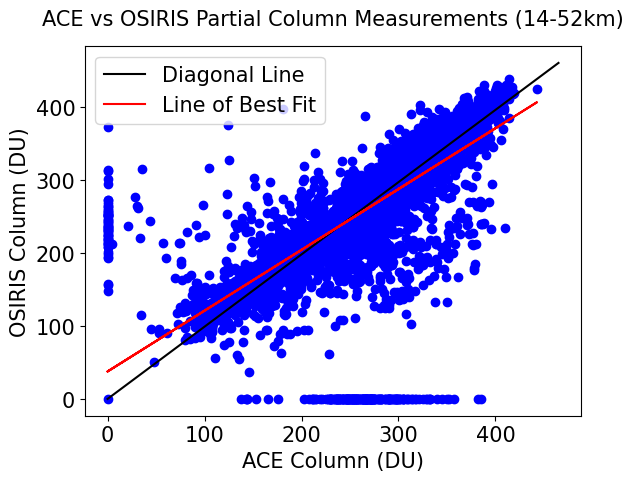 ACE vs OSIRIS Partial Column Measurements (14-52km)
Diagonal Line
Line of Best Fit
400
300
200
100
0
OSIRIS Column (DU)
0 100 200 300 400
ACE Column (DU)